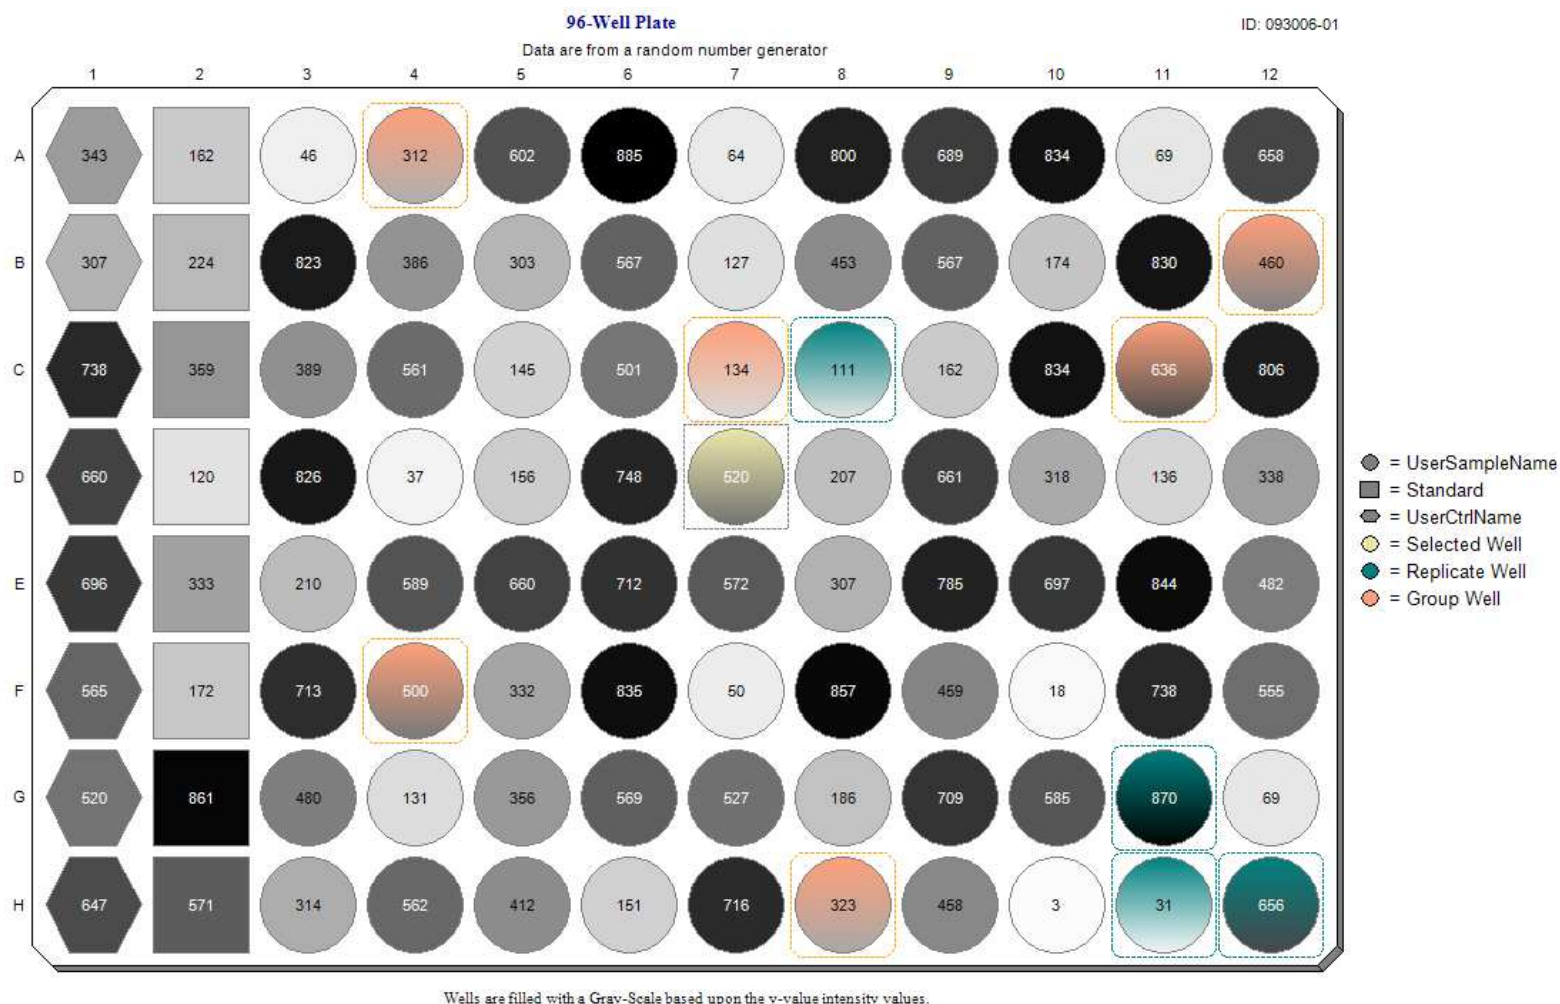 96-Well Plate
ID: 093006-01
Data are from a random number generator
1 2 3 4 5 6 7 8 9 10 11 12
A 343 162 46 312 602 885 64 800 689 834 69 658
B 307 224 823 386 303 567 127 453 567 174 830 460
C 738 359 389 561 145 501 134 111 162 834 636 806
D 660 120 826 37 156 748 520 207 661 318 136 338
= UserSampleName
= Standard
= UserCtrlName
= Selected Well
= Replicate Well
= Group Well
E 696 333 210 589 660 712 572 307 785 697 844 482
F 565 172 713 500 332 835 50 857 459 18 738 555
G 520 861 480 131 356 569 527 186 709 585 870 69
H 647 571 314 562 412 151 716 323 458 3 31 656
Wells are filled with a Gray-Scale based upon the y-value intensity values.